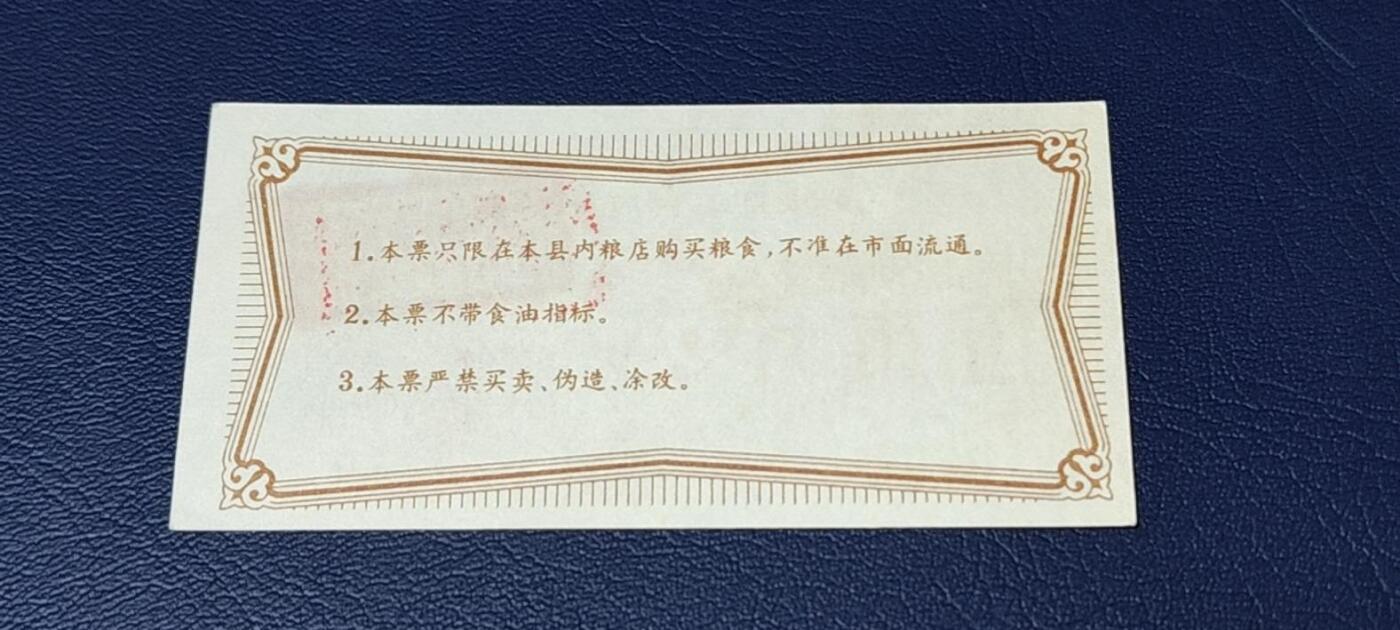 1.本票只限在本县内粮店购买粮食,不准在市面流通。
2.本票不带食油指标。
3.本票严禁买卖、伪造、涂改。